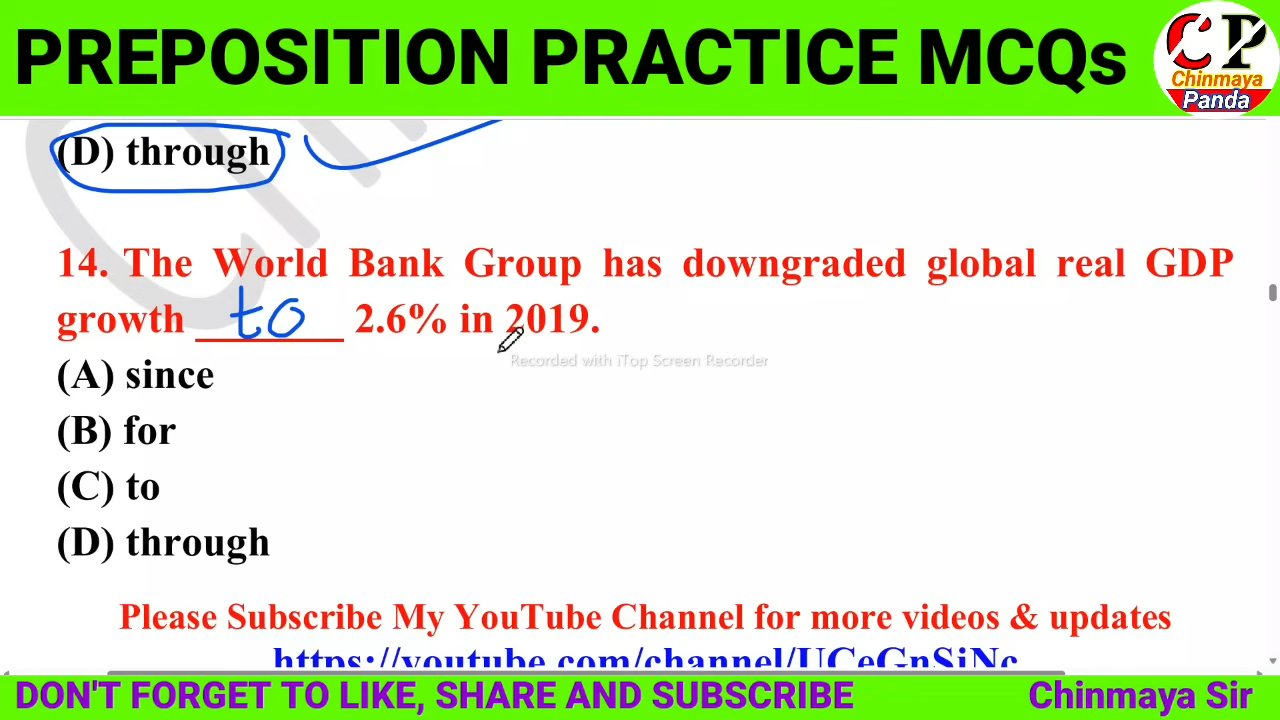 PREPOSITION PRACTICE MCQs
CP
Chinmaya
Panda
(D) through
14. The World Bank Group has downgraded global real GDP
growth to 2.6% in 2019.
Recorded with iTop Screen Recorder
(A) since
(B) for
(C) to
(D) through
Please Subscribe My YouTube Channel for more videos & updates
DON'T FORGET TO LIKE, SHARE AND SUBSCRIBE Chinmaya Sir